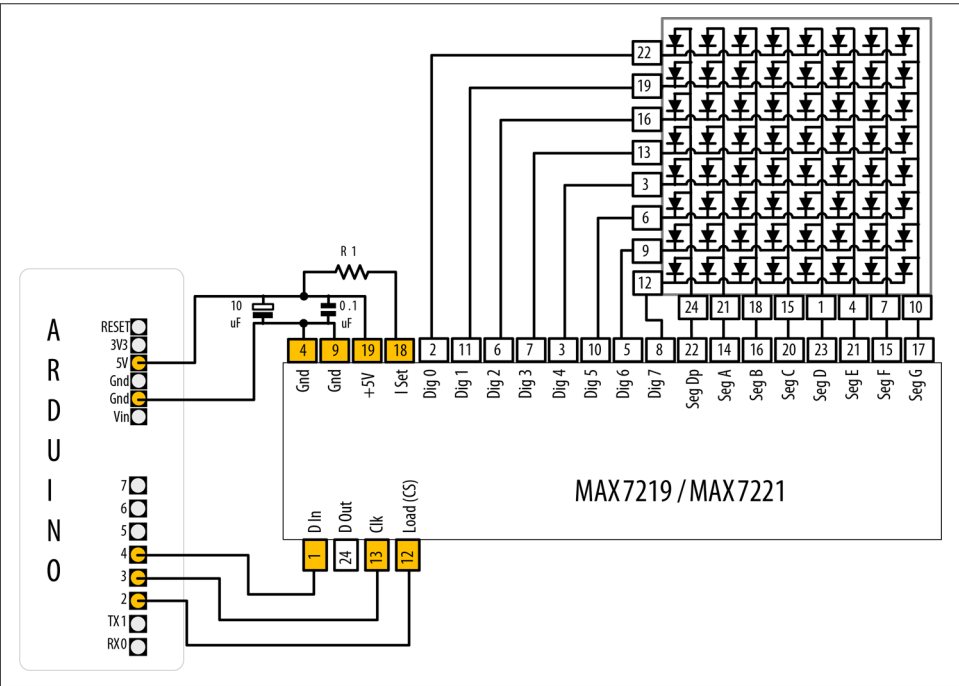 22
19
16
13
3
6
9
12
24 21 18 15 1 4 7 10
R 1
10 uF
0 . 1 uF
ARDUINO
RESET
3V3
5V
Gnd
Gnd
Vin
7
6
5
4
3
2
TX 1
RX 0
4 9 19 18 2 11 6 7 3 10 5 8 22 14 16 20 23 21 15 17
Gnd
Gnd
+5V
I Set
Dig 0
Dig 1
Dig 2
Dig 3
Dig 4
Dig 5
Dig 6
Dig 7
Seg Dp
Seg A
Seg B
Seg C
Seg D
Seg E
Seg F
Seg G
MAX7219 / MAX7221
D In
D Out
Clk
Load (CS)
1 24 13 12